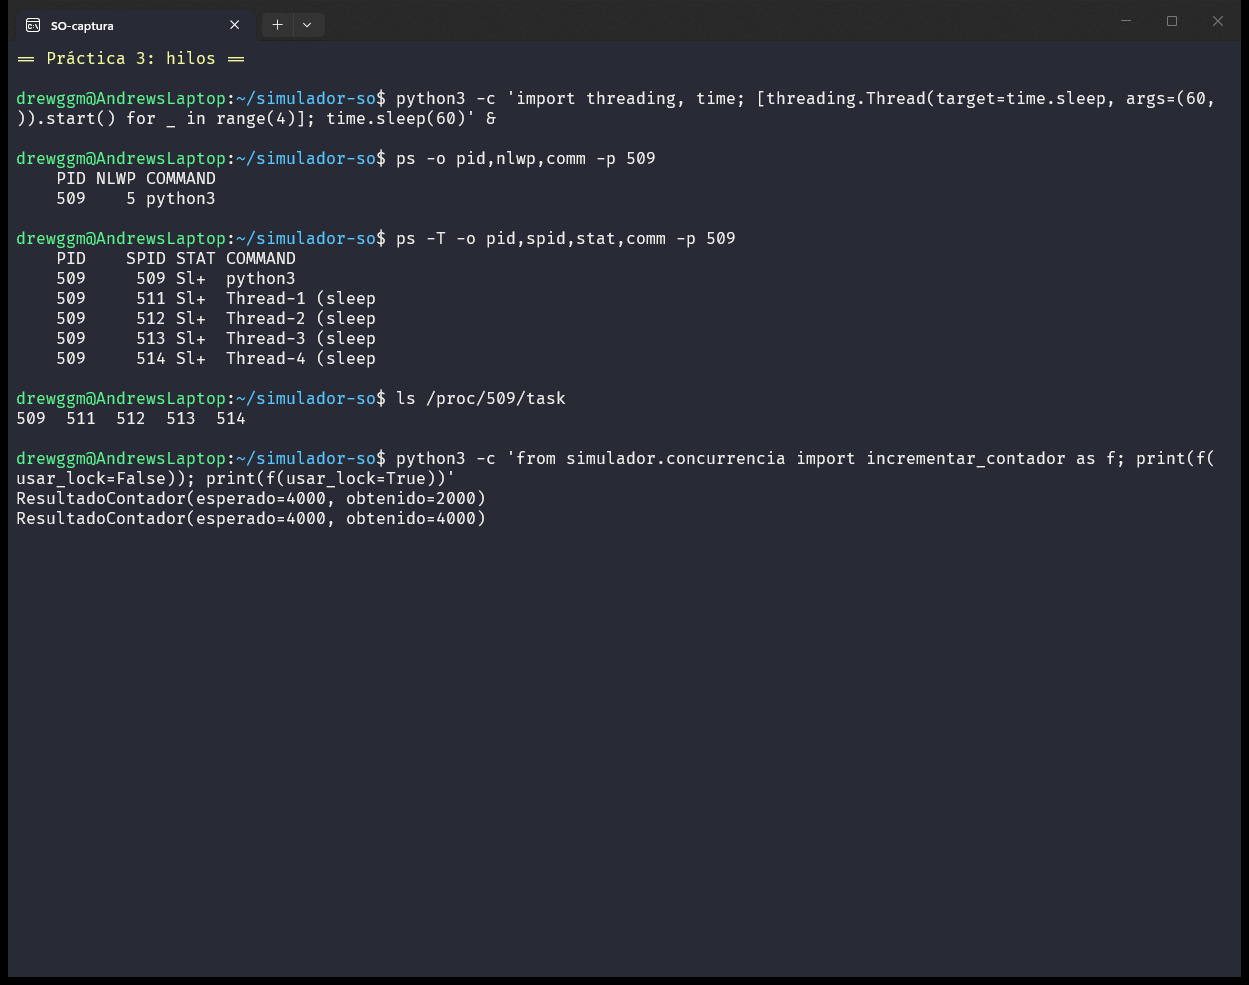 SO-captura
== Práctica 3: hilos ==
drewggm@AndrewsLaptop:~/simulador-so$ python3 -c 'import threading, time; [threading.Thread(target=time.sleep, args=(60,
)).start() for _ in range(4)]; time.sleep(60)' &
drewggm@AndrewsLaptop:~/simulador-so$ ps -o pid,nlwp,comm -p 509
    PID NLWP COMMAND
    509    5 python3
drewggm@AndrewsLaptop:~/simulador-so$ ps -T -o pid,spid,stat,comm -p 509
    PID    SPID STAT COMMAND
    509     509 Sl+  python3
    509     511 Sl+  Thread-1 (sleep
    509     512 Sl+  Thread-2 (sleep
    509     513 Sl+  Thread-3 (sleep
    509     514 Sl+  Thread-4 (sleep
drewggm@AndrewsLaptop:~/simulador-so$ ls /proc/509/task
509  511  512  513  514
drewggm@AndrewsLaptop:~/simulador-so$ python3 -c 'from simulador.concurrencia import incrementar_contador as f; print(f(
usar_lock=False)); print(f(usar_lock=True))'
ResultadoContador(esperado=4000, obtenido=2000)
ResultadoContador(esperado=4000, obtenido=4000)